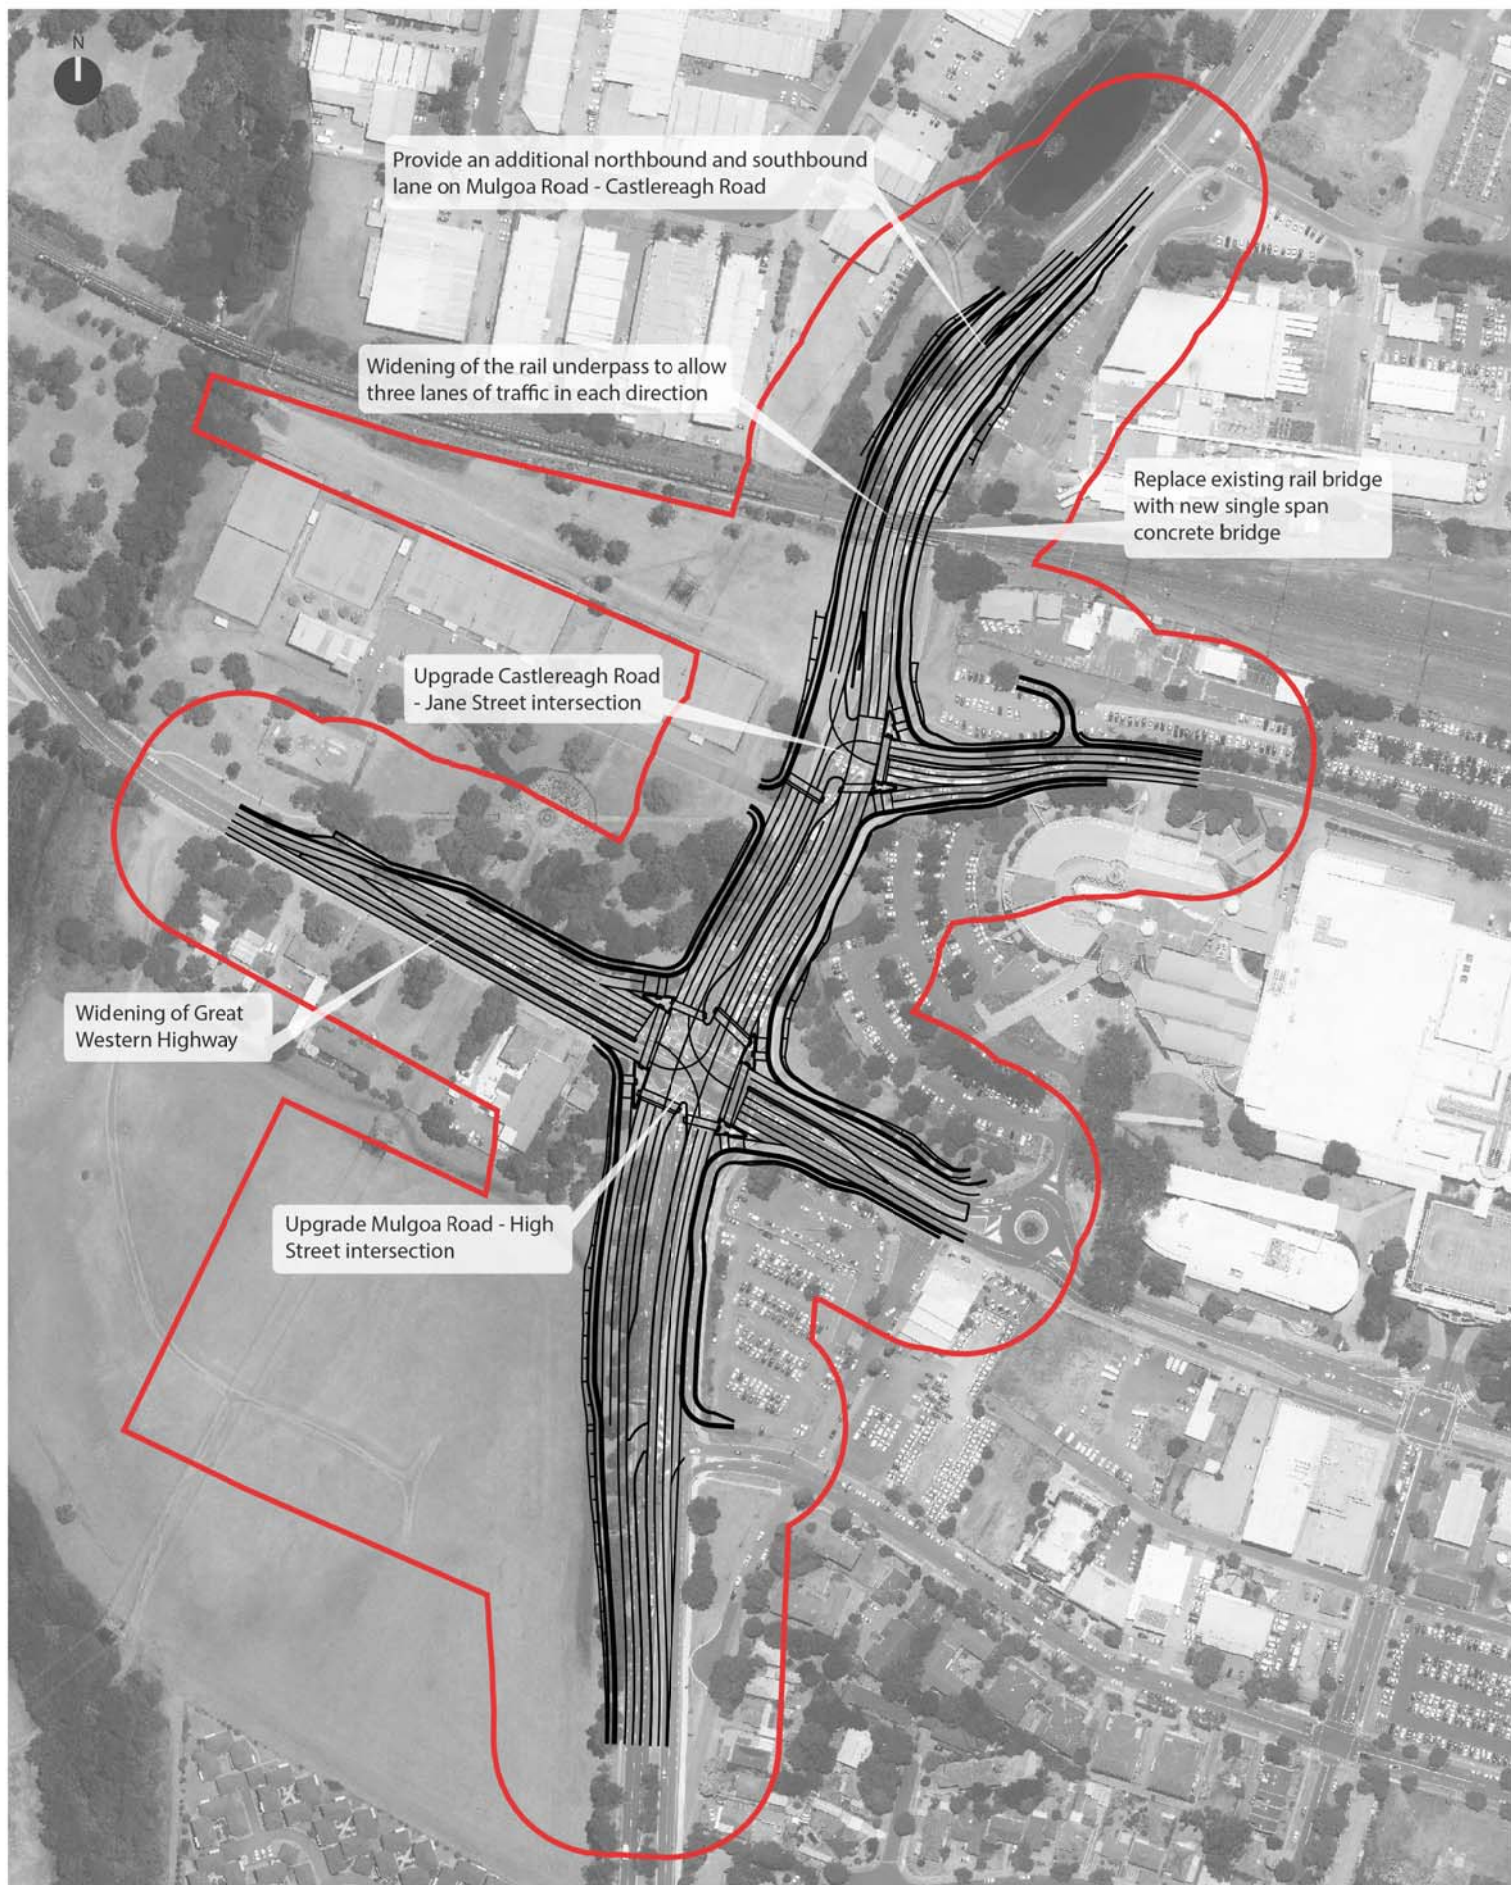 N
Provide an additional northbound and southbound
lane on Mulgoa Road - Castlereagh Road
Widening of the rail underpass to allow
three lanes of traffic in each direction
Replace existing rail bridge
with new single span
concrete bridge
Upgrade Castlereagh Road
- Jane Street intersection
Widening of Great
Western Highway
Upgrade Mulgoa Road - High
Street intersection